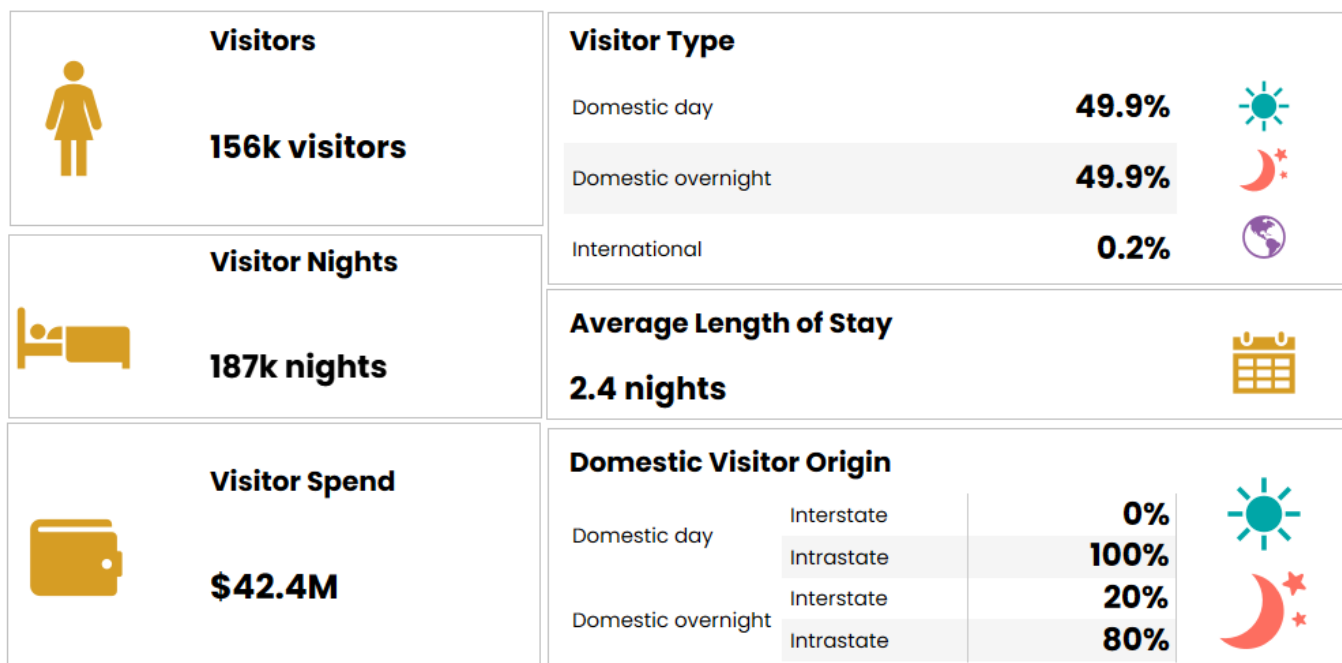 Visitors
156k visitors
Visitor Nights
187k nights
Visitor Spend
$42.4M
Visitor Type
Domestic day 49.9%
Domestic overnight 49.9%
International 0.2%
Average Length of Stay
2.4 nights
Domestic Visitor Origin
Domestic day
Interstate 0%
Intrastate 100%
Domestic overnight
Interstate 20%
Intrastate 80%